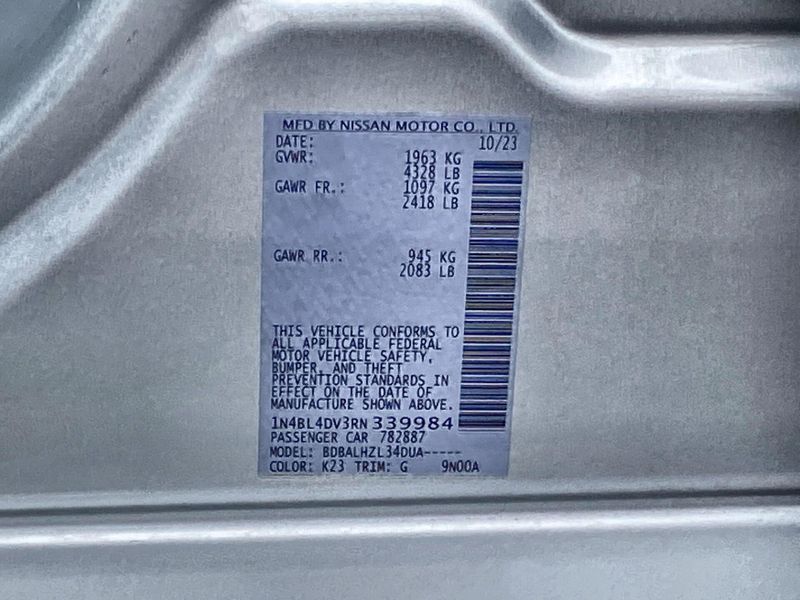 MFD BY NISSAN MOTOR CO., LTD.
DATE: 10/23
GVWR: 1963 KG
4328 LB
GAWR FR.: 1097 KG
2418 LB
GAWR RR.: 945 KG
2083 LB
THIS VEHICLE CONFORMS TO
ALL APPLICABLE FEDERAL
MOTOR VEHICLE SAFETY,
BUMPER, AND THEFT
PREVENTION STANDARDS IN
EFFECT ON THE DATE OF
MANUFACTURE SHOWN ABOVE.
1N4BL4DV3RN 339984
PASSENGER CAR 782887
MODEL: BDBALHZL34DUA-----
COLOR: K23 TRIM: G 9N00A